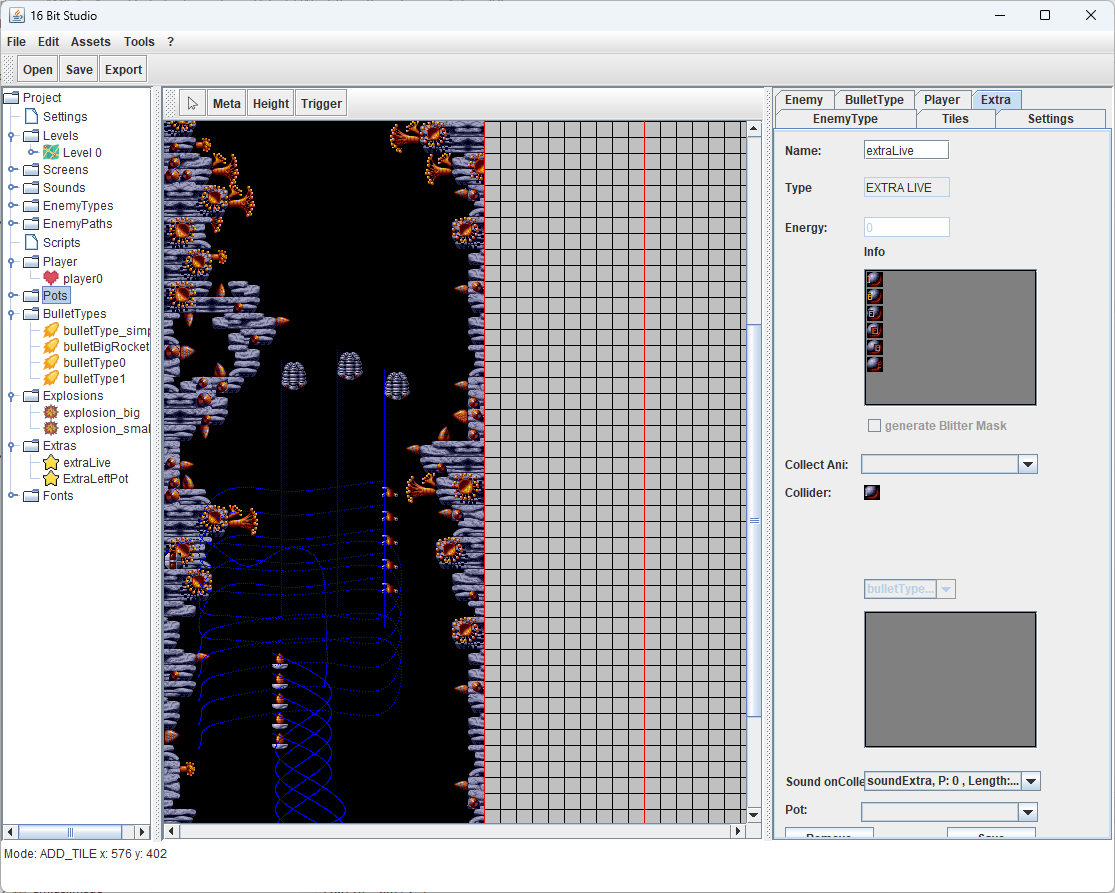 16 Bit Studio
File Edit Assets Tools ?
Open Save Export
Project
Settings
Levels
Level 0
Screens
Sounds
EnemyTypes
EnemyPaths
Scripts
Player
player0
Pots
BulletTypes
bulletType_simp
bulletBigRocket
bulletType0
bulletType1
Explosions
explosion_big
explosion_smal
Extras
extraLive
ExtraLeftPot
Fonts
Meta Height Trigger
Enemy BulletType Player Extra
EnemyType Tiles Settings
Name: extraLive
Type EXTRA LIVE
Energy: 0
Info
generate Blitter Mask
Collect Ani:
Collider:
bulletType...
Sound onColle soundExtra, P: 0 , Length:...
Pot:
Remove Save
Mode: ADD_TILE x: 576 y: 402